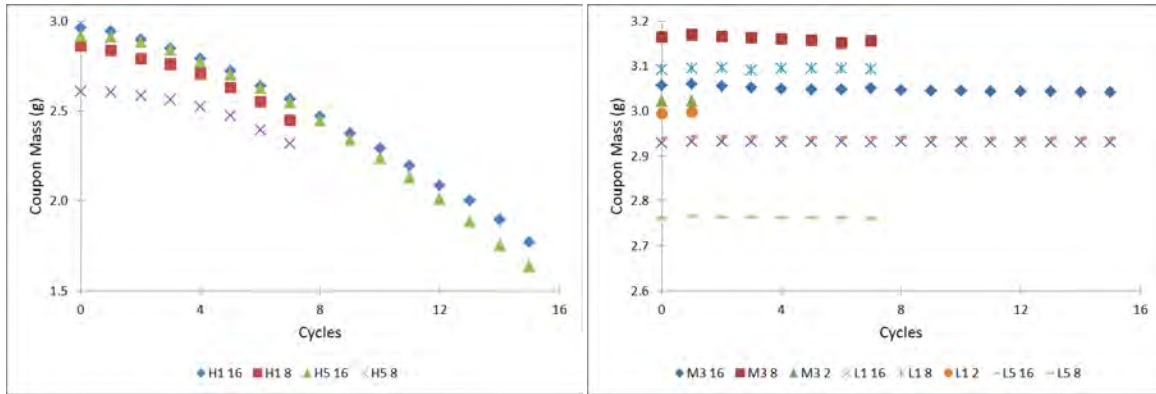 3.0
2.5
2.0
1.5
Coupon Mass (g)
0 4 8 12 16
Cycles
H1 16 H1 8 H5 16 H5 8
3.2
3.1
3.0
2.9
2.8
2.7
2.6
Coupon Mass (g)
0 4 8 12 16
Cycles
M3 16 M3 8 M3 2 L1 16 L1 8 L1 2 L5 16 L5 8